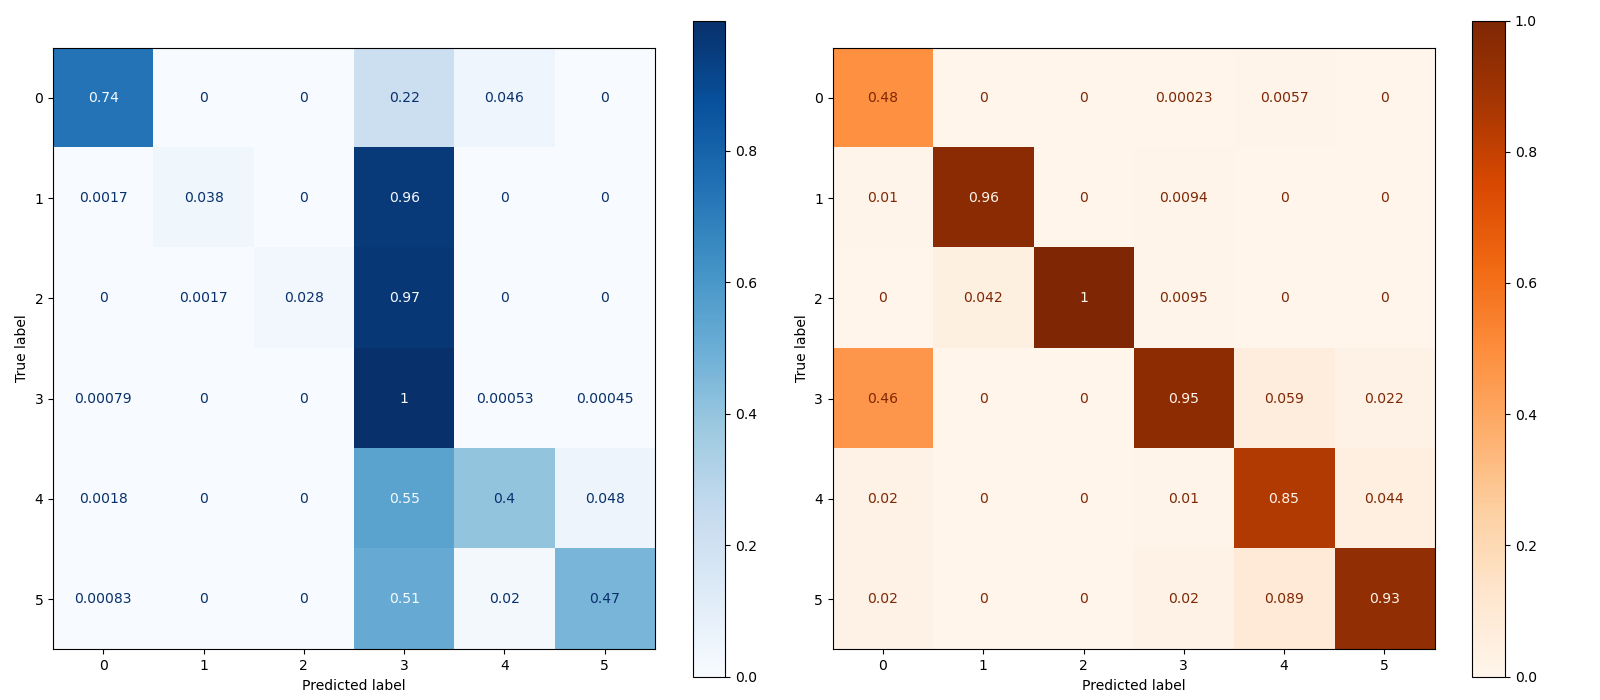 0 0.74 0 0 0.22 0.046 0
1 0.0017 0.038 0 0.96 0 0
2 0 0.0017 0.028 0.97 0 0
3 0.00079 0 0 1 0.00053 0.00045
4 0.0018 0 0 0.55 0.4 0.048
5 0.00083 0 0 0.51 0.02 0.47
0 1 2 3 4 5
True label
Predicted label
0.8
0.6
0.4
0.2
0.0
0 0.48 0 0 0.00023 0.0057 0
1 0.01 0.96 0 0.0094 0 0
2 0 0.042 1 0.0095 0 0
3 0.46 0 0 0.95 0.059 0.022
4 0.02 0 0 0.01 0.85 0.044
5 0.02 0 0 0.02 0.089 0.93
0 1 2 3 4 5
True label
Predicted label
1.0
0.8
0.6
0.4
0.2
0.0